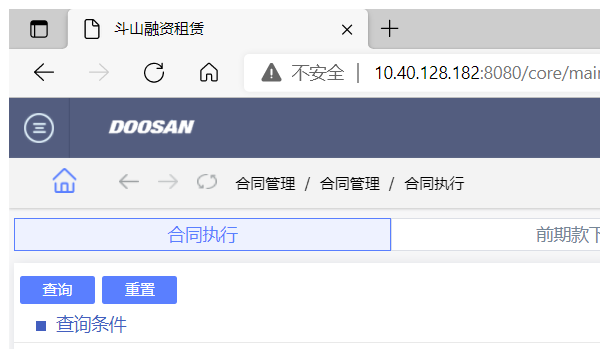 斗山融资租赁
不安全 | 10.40.128.182:8080/core/mai
DOOSAN
合同管理 / 合同管理 / 合同执行
合同执行 前期款下
查询 重置
查询条件